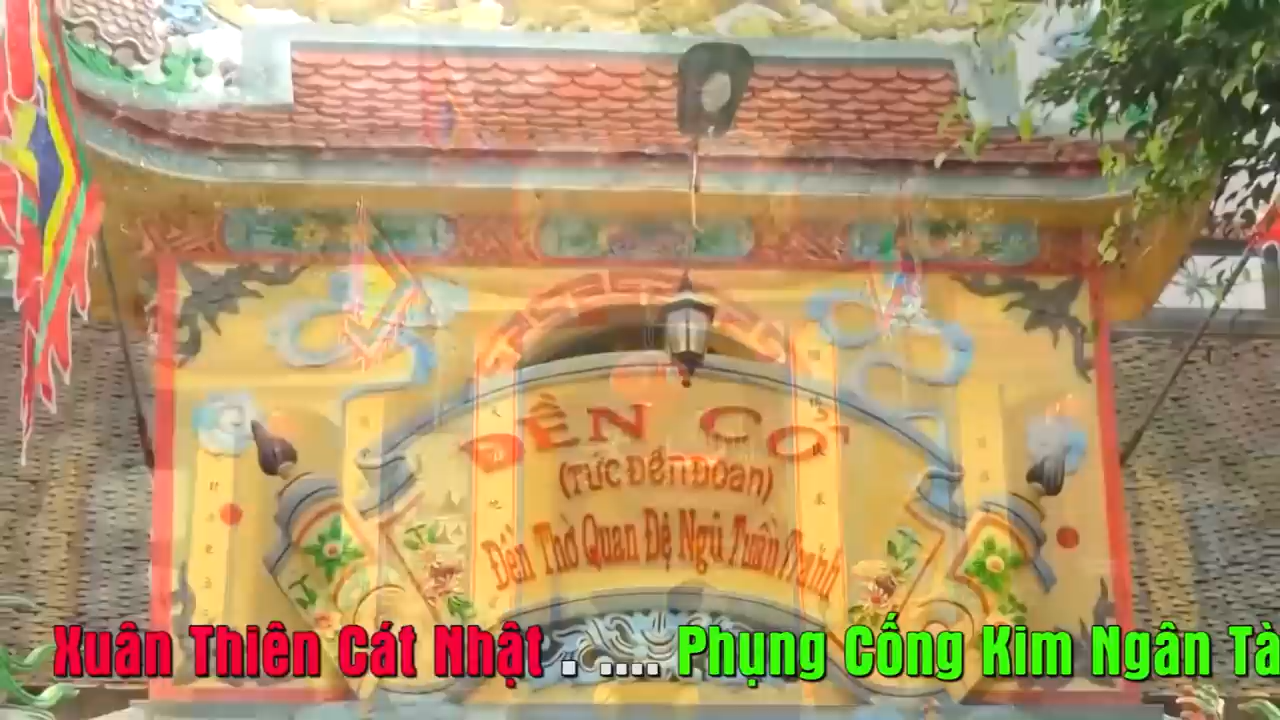 ĐỀN CƠ
(TỨC ĐỀN ĐOAN)
Đền Thờ Quan Đệ Ngũ Tuần Tranh
Xuân Thiên Cát Nhật . .... Phụng Cống Kim Ngân Tà